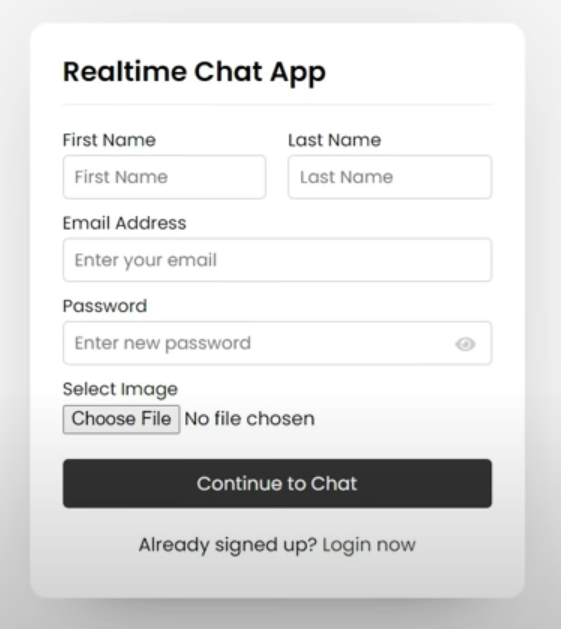 Realtime Chat App
First Name Last Name
First Name Last Name
Email Address
Enter your email
Password
Enter new password
Select Image
Choose File No file chosen
Continue to Chat
Already signed up? Login now